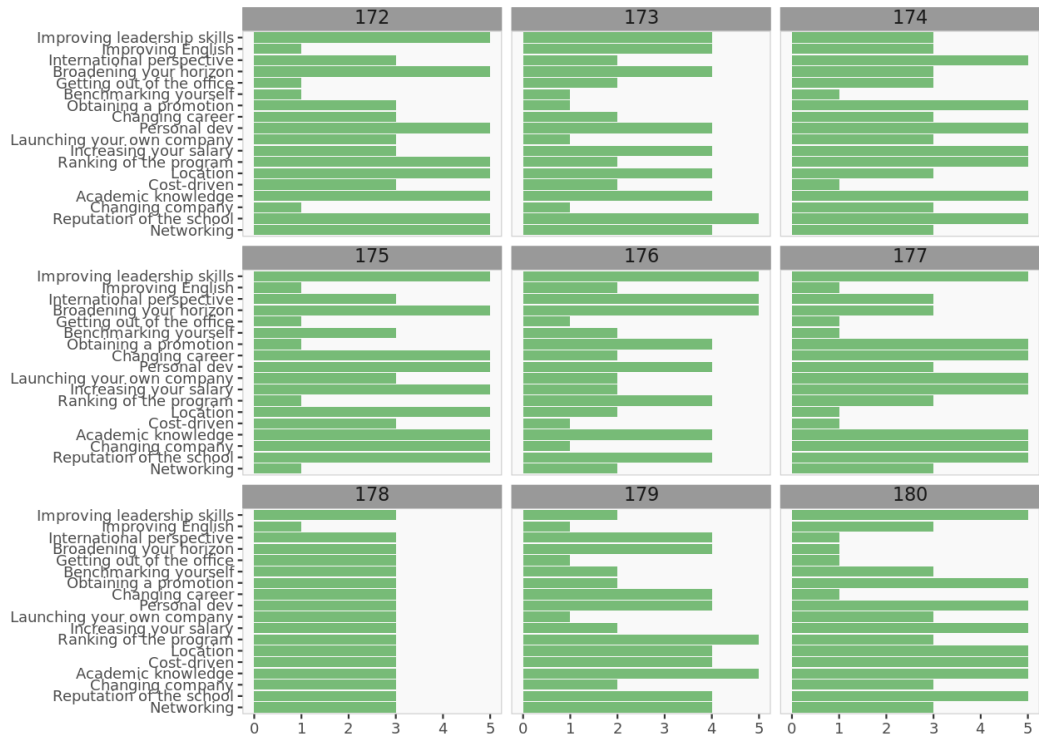 172 173 174
Improving leadership skills
Improving English
International perspective
Broadening your horizon
Getting out of the office
Benchmarking yourself
Obtaining a promotion
Changing career
Personal dev
Launching your own company
Increasing your salary
Ranking of the program
Location
Cost-driven
Academic knowledge
Changing company
Reputation of the school
Networking
175 176 177
Improving leadership skills
Improving English
International perspective
Broadening your horizon
Getting out of the office
Benchmarking yourself
Obtaining a promotion
Changing career
Personal dev
Launching your own company
Increasing your salary
Ranking of the program
Location
Cost-driven
Academic knowledge
Changing company
Reputation of the school
Networking
178 179 180
Improving leadership skills
Improving English
International perspective
Broadening your horizon
Getting out of the office
Benchmarking yourself
Obtaining a promotion
Changing career
Personal dev
Launching your own company
Increasing your salary
Ranking of the program
Location
Cost-driven
Academic knowledge
Changing company
Reputation of the school
Networking
0 1 2 3 4 5 0 1 2 3 4 5 0 1 2 3 4 5